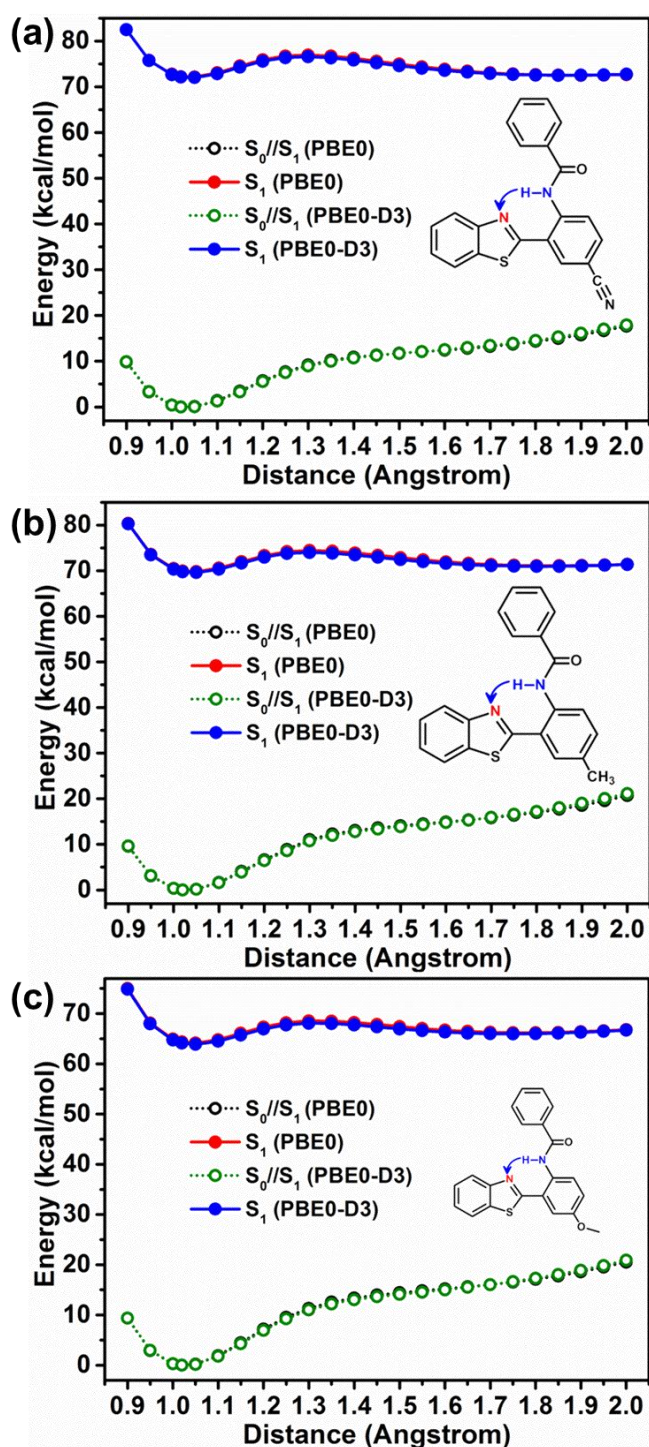 (a)
Energy (kcal/mol)
80
70
60
50
40
30
20
10
0
S0//S1 (PBE0)
S1 (PBE0)
S0//S1 (PBE0-D3)
S1 (PBE0-D3)
O
H N
N
S
C
N
0.9 1.0 1.1 1.2 1.3 1.4 1.5 1.6 1.7 1.8 1.9 2.0
Distance (Angstrom)
(b)
Energy (kcal/mol)
80
70
60
50
40
30
20
10
0
S0//S1 (PBE0)
S1 (PBE0)
S0//S1 (PBE0-D3)
S1 (PBE0-D3)
O
H N
N
S
CH3
0.9 1.0 1.1 1.2 1.3 1.4 1.5 1.6 1.7 1.8 1.9 2.0
Distance (Angstrom)
(c)
Energy (kcal/mol)
70
60
50
40
30
20
10
0
S0//S1 (PBE0)
S1 (PBE0)
S0//S1 (PBE0-D3)
S1 (PBE0-D3)
O
H N
N
S
O
0.9 1.0 1.1 1.2 1.3 1.4 1.5 1.6 1.7 1.8 1.9 2.0
Distance (Angstrom)